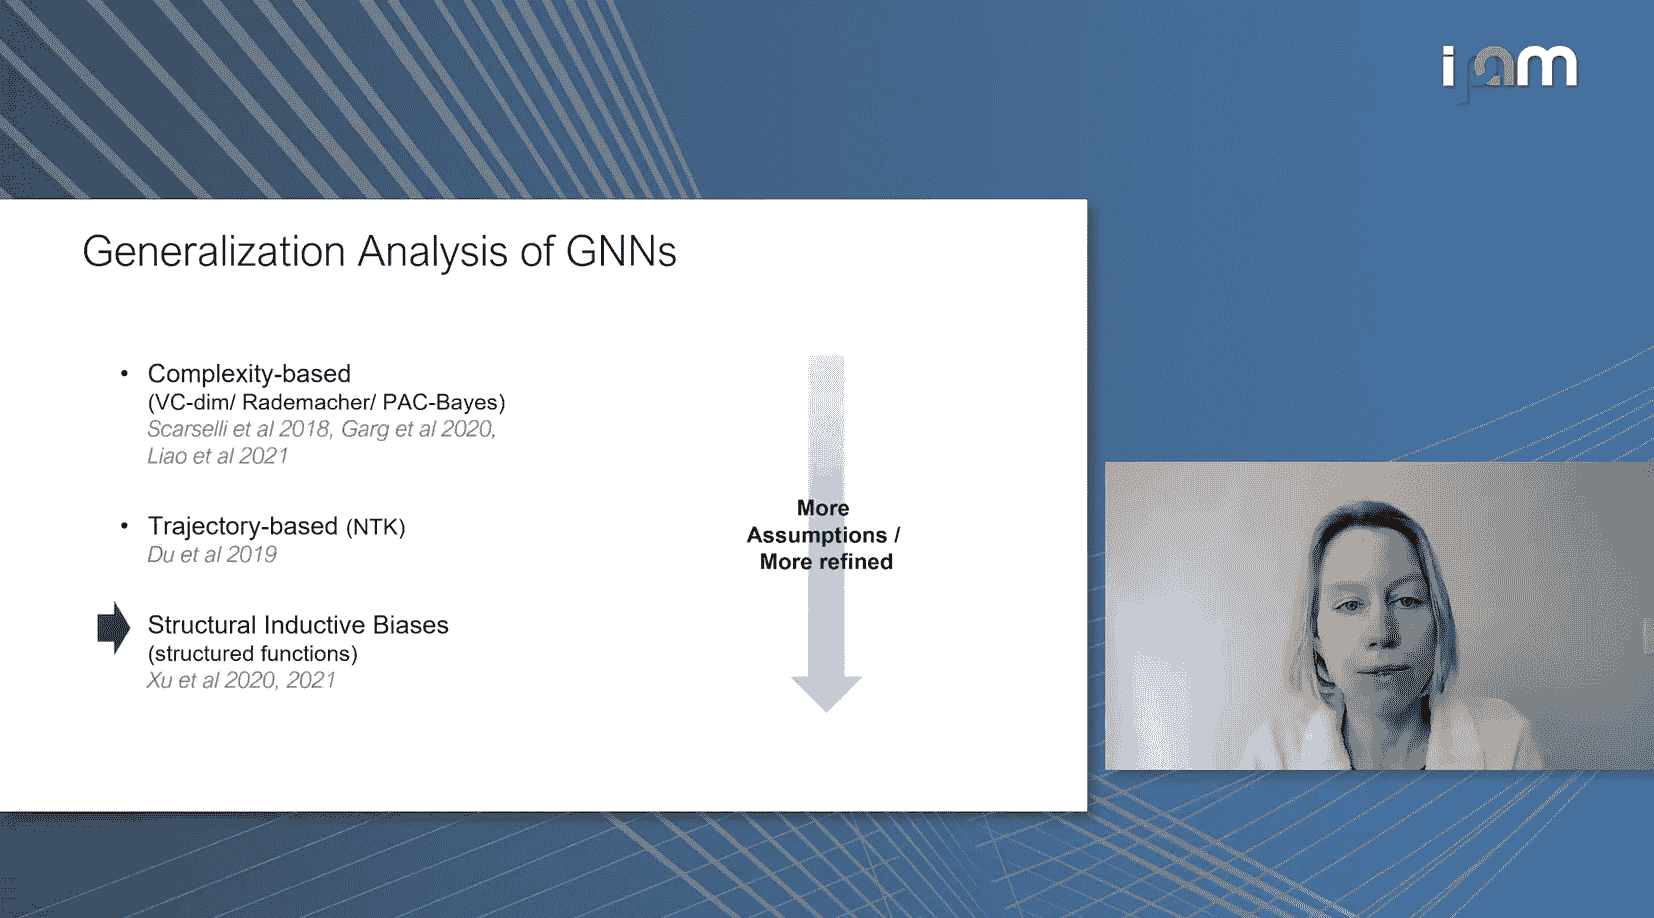 ipam
Generalization Analysis of GNNs
• Complexity-based
(VC-dim/ Rademacher/ PAC-Bayes)
Scarselli et al 2018, Garg et al 2020,
Liao et al 2021
• Trajectory-based (NTK)
Du et al 2019
Structural Inductive Biases
(structured functions)
Xu et al 2020, 2021
More
Assumptions /
More refined